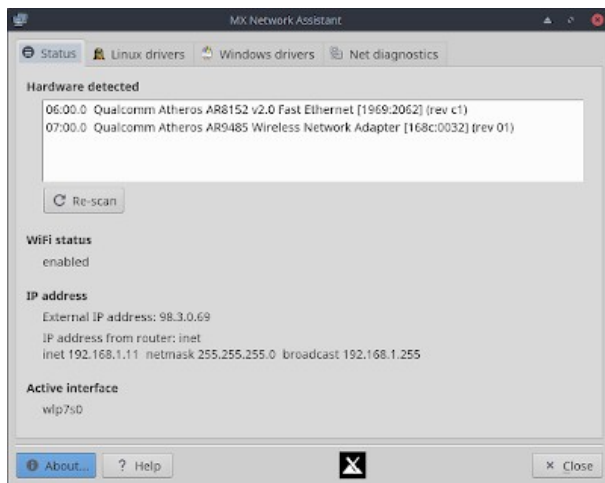 MX Network Assistant
Status Linux drivers Windows drivers Net diagnostics
Hardware detected
06:00.0 Qualcomm Atheros AR8152 v2.0 Fast Ethernet [1969:2062] (rev c1)
07:00.0 Qualcomm Atheros AR9485 Wireless Network Adapter [168c:0032] (rev 01)
Re-scan
WiFi status
enabled
IP address
External IP address: 98.3.0.69
IP address from router: inet
inet 192.168.1.11 netmask 255.255.255.0 broadcast 192.168.1.255
Active interface
wlp7s0
About... ? Help Close